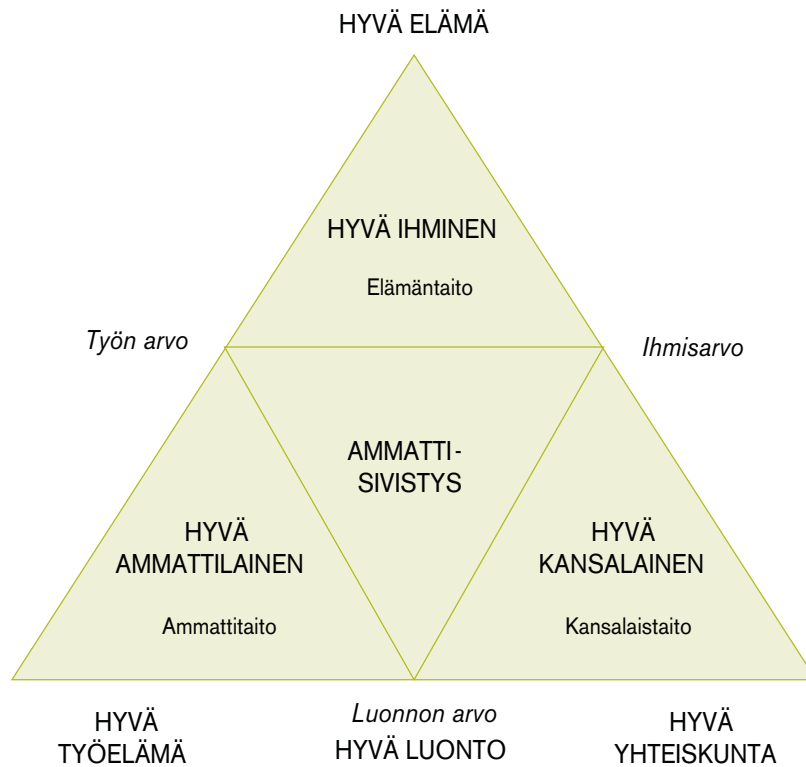 HYVÄ ELÄMÄ
HYVÄ IHMINEN
Elämäntaito
Työn arvo
Ihmisarvo
AMMATTI-
SIVISTYS
HYVÄ
AMMATTILAINEN
Ammattitaito
HYVÄ
KANSALAINEN
Kansalaistaito
HYVÄ
TYÖELÄMÄ
Luonnon arvo
HYVÄ LUONTO
HYVÄ
YHTEISKUNTA